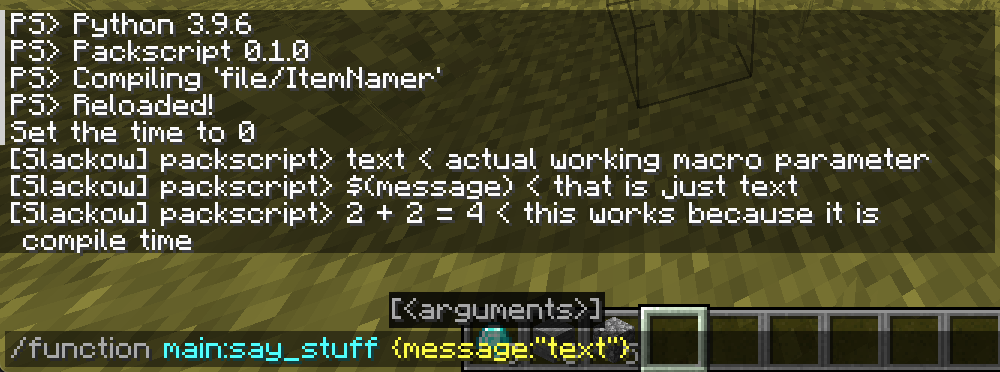 PS> Python 3.9.6
PS> Packscript 0.1.0
PS> Compiling 'file/ItemNamer'
PS> Reloaded!
Set the time to 0
[Slackow] packscript> text < actual working macro parameter
[Slackow] packscript> $(message) < that is just text
[Slackow] packscript> 2 + 2 = 4 < this works because it is
compile time
[<arguments>]
/function main:say_stuff {message:"text"}